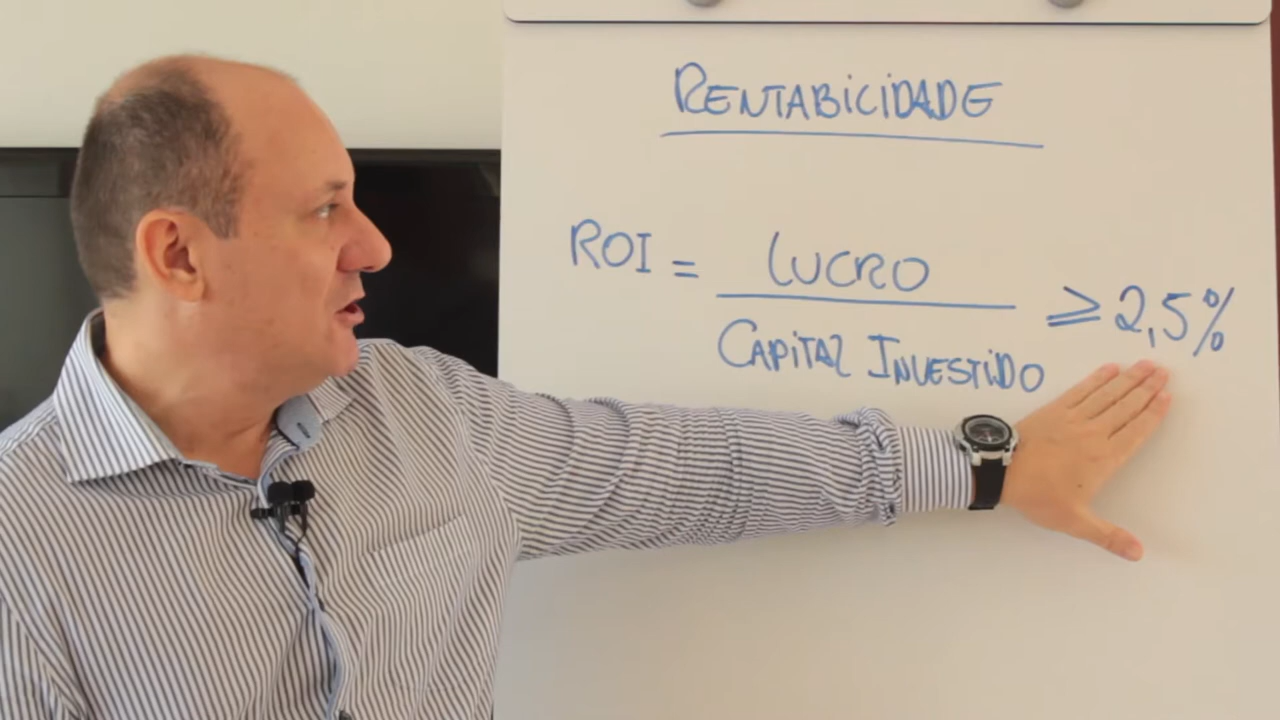 RENTABILIDADE
ROI = LUCRO
CAPITAL INVESTIDO
≥ 2,5%